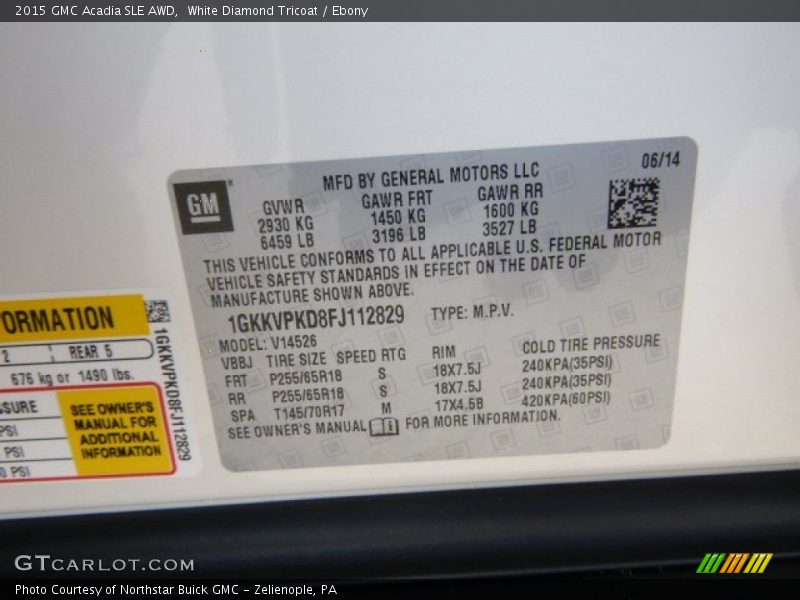 2015 GMC Acadia SLE AWD, White Diamond Tricoat / Ebony
GM
MFD BY GENERAL MOTORS LLC
06/14
GVWR GAWR FRT GAWR RR
2930 KG 1450 KG 1600 KG
6459 LB 3196 LB 3527 LB
THIS VEHICLE CONFORMS TO ALL APPLICABLE U.S. FEDERAL MOTOR
VEHICLE SAFETY STANDARDS IN EFFECT ON THE DATE OF
MANUFACTURE SHOWN ABOVE.
1GKKVPKD8FJ112829 TYPE: M.P.V.
MODEL: V14526
VBBJ TIRE SIZE SPEED RTG RIM COLD TIRE PRESSURE
FRT P255/65R18 S 18X7.5J 240KPA(35PSI)
RR P255/65R18 S 18X7.5J 240KPA(35PSI)
SPA T145/70R17 M 17X4.5B 420KPA(60PSI)
SEE OWNER'S MANUAL FOR MORE INFORMATION.
ORMATION
2 REAR 5
676 kg or 1490 lbs.
SSURE
PSI
PSI
0 PSI
SEE OWNER'S
MANUAL FOR
ADDITIONAL
INFORMATION
1GKKVPKD8FJ112829
GTCARLOT.COM
Photo Courtesy of Northstar Buick GMC - Zelienople, PA